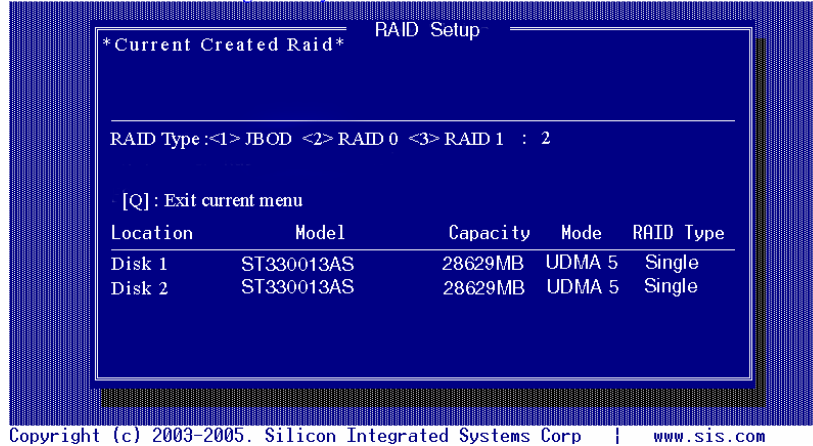 RAID Setup
*Current Created Raid*
RAID Type :<1> JBOD <2> RAID 0 <3> RAID 1 : 2
[Q] : Exit current menu
Location Model Capacity Mode RAID Type
Disk 1 ST330013AS 28629MB UDMA 5 Single
Disk 2 ST330013AS 28629MB UDMA 5 Single
Copyright (c) 2003-2005. Silicon Integrated Systems Corp | www.sis.com